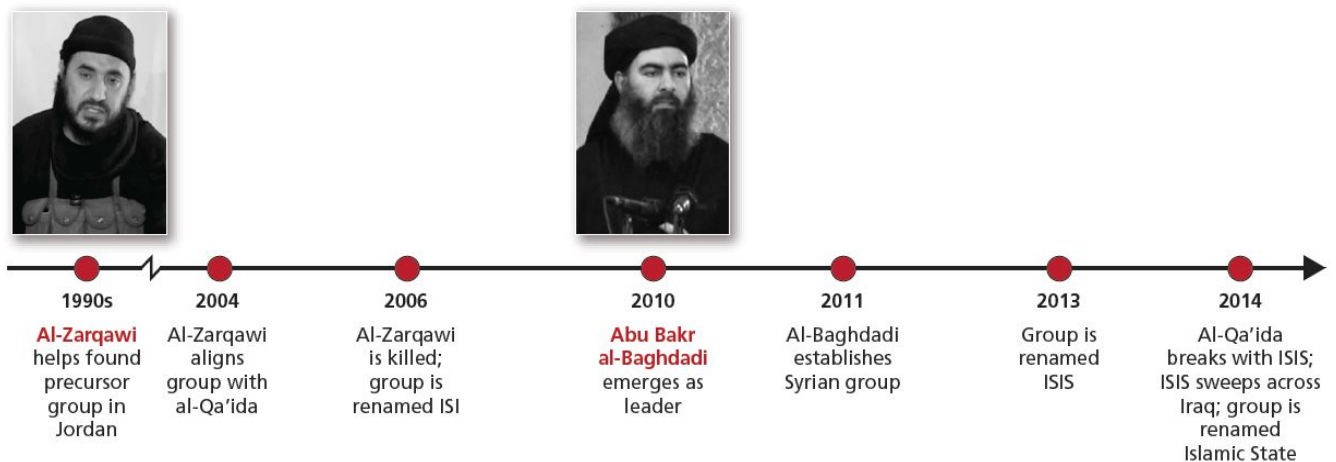 1990s
Al-Zarqawi
helps found
precursor
group in
Jordan
2004
Al-Zarqawi
aligns
group with
al-Qa’ida
2006
Al-Zarqawi
is killed;
group is
renamed ISI
2010
Abu Bakr
al-Baghdadi
emerges as
leader
2011
Al-Baghdadi
establishes
Syrian group
2013
Group is
renamed
ISIS
2014
Al-Qa’ida
breaks with ISIS;
ISIS sweeps across
Iraq; group is
renamed
Islamic State